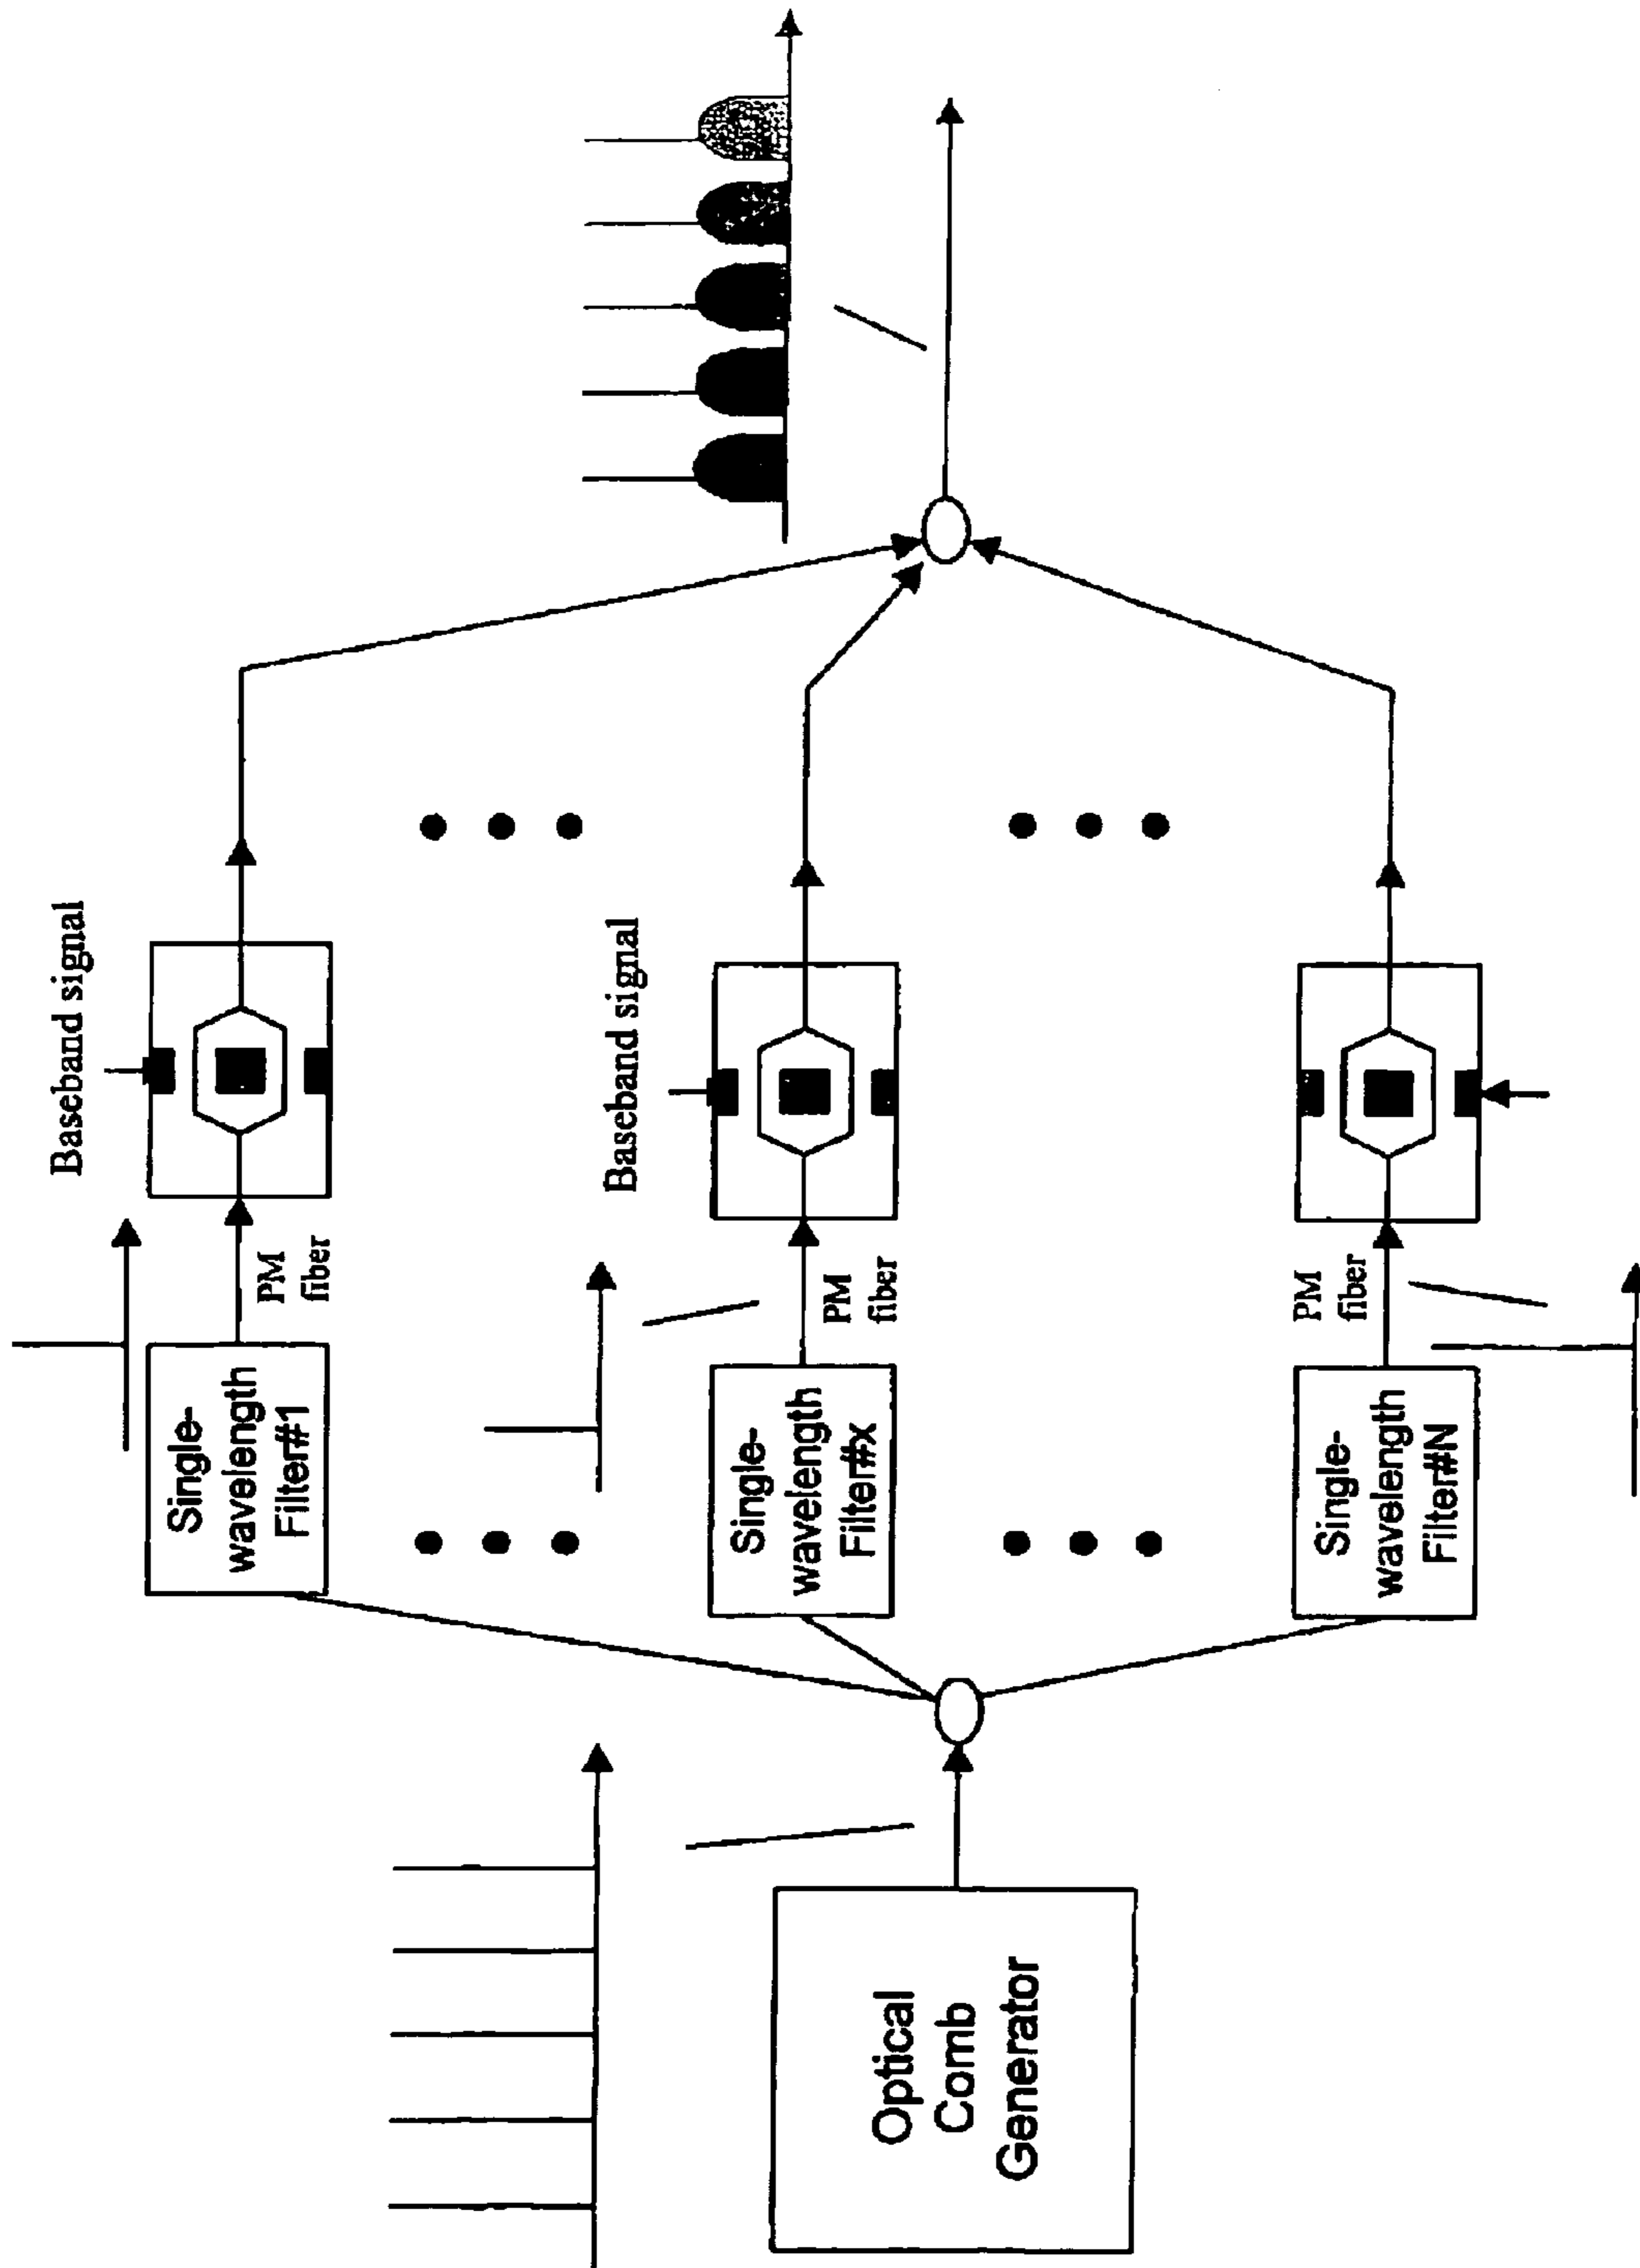 Optical
Comb
Generator
Single-
wavelength
Filter#1
PM
fiber
Baseband signal
Single-
wavelength
Filter#x
PM
fiber
Baseband signal
Single-
wavelength
Filter#N
PM
fiber